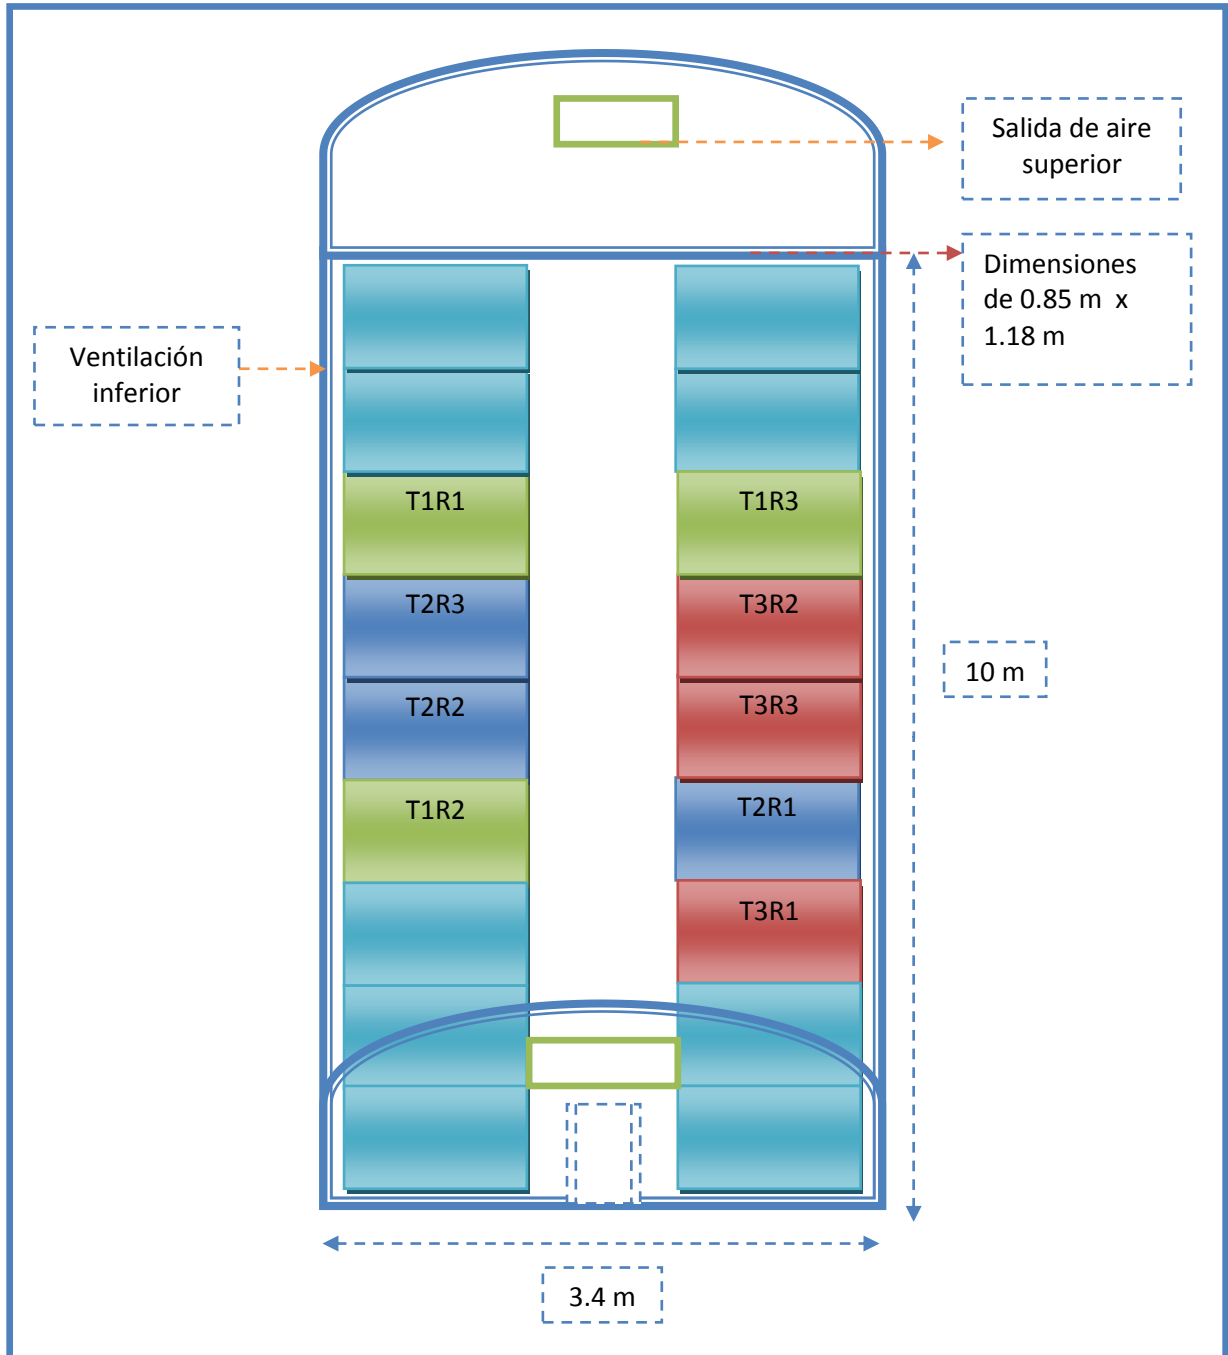 Salida de aire
superior
Dimensiones
de 0.85 m x
1.18 m
Ventilación
inferior
T1R1
T1R3
T2R3
T3R2
T2R2
T3R3
10 m
T1R2
T2R1
T3R1
3.4 m